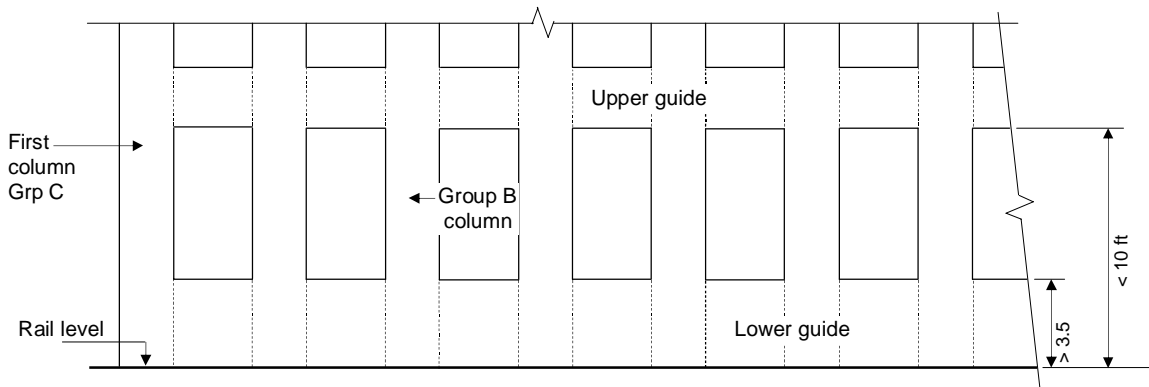 Upper guide
First
column
Grp C
Group B
column
< 10 ft
Rail level
Lower guide
> 3.5